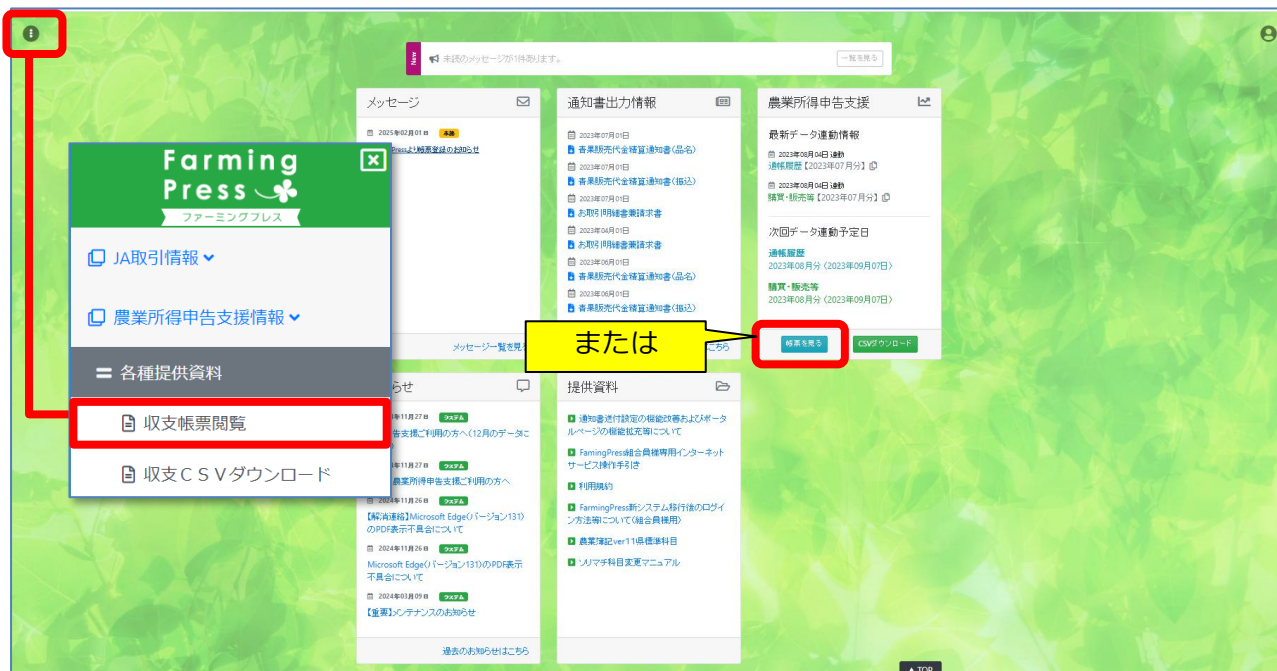 New
未読のメッセージが1件あります。
一覧を見る
メッセージ
2025年02月01日 未読
Pressより帳票登録のお知らせ
メッセージ一覧を見
通知書出力情報
2023年07月01日
青果販売代金精算通知書(品名)
2023年07月01日
青果販売代金精算通知書(振込)
2023年07月01日
お取引明細書兼請求書
2023年04月01日
お取引明細書兼請求書
2023年06月01日
青果販売代金精算通知書(品名)
2023年06月01日
青果販売代金精算通知書(振込)
こちら
農業所得申告支援
最新データ連動情報
2023年08月04日 連動
通帳履歴【2023年07月分】
2023年08月04日 連動
購買・販売等【2023年07月分】
次回データ連動予定日
通帳履歴
2023年08月分 (2023年09月07日)
購買・販売等
2023年08月分 (2023年09月07日)
帳票を見る
CSVダウンロード
または
Farming
Press
ファーミングプレス
JA取引情報
農業所得申告支援情報
各種提供資料
収支帳票閲覧
収支CSVダウンロード
らせ
年11月27日 システム
告支援ご利用の方へ(12月のデータに
年11月27日 システム
農業所得申告支援ご利用の方へ
2024年11月26日 システム
【解消連絡】Microsoft Edge(バージョン131)
のPDF表示不具合について
2024年11月26日 システム
Microsoft Edge(バージョン131)のPDF表示
不具合について
2024年03月09日 システム
【重要】メンテナンスのお知らせ
過去のお知らせはこちら
提供資料
通知書送付設定の機能改善およびポータ
ルページの機能拡充等について
FamingPress組合員様専用インターネット
サービス操作手引き
利用規約
FarmingPress新システム移行後のログイ
ン方法等について(組合員様用)
農業簿記ver11県標準科目
ソリマチ科目変更マニュアル
▲ TOP